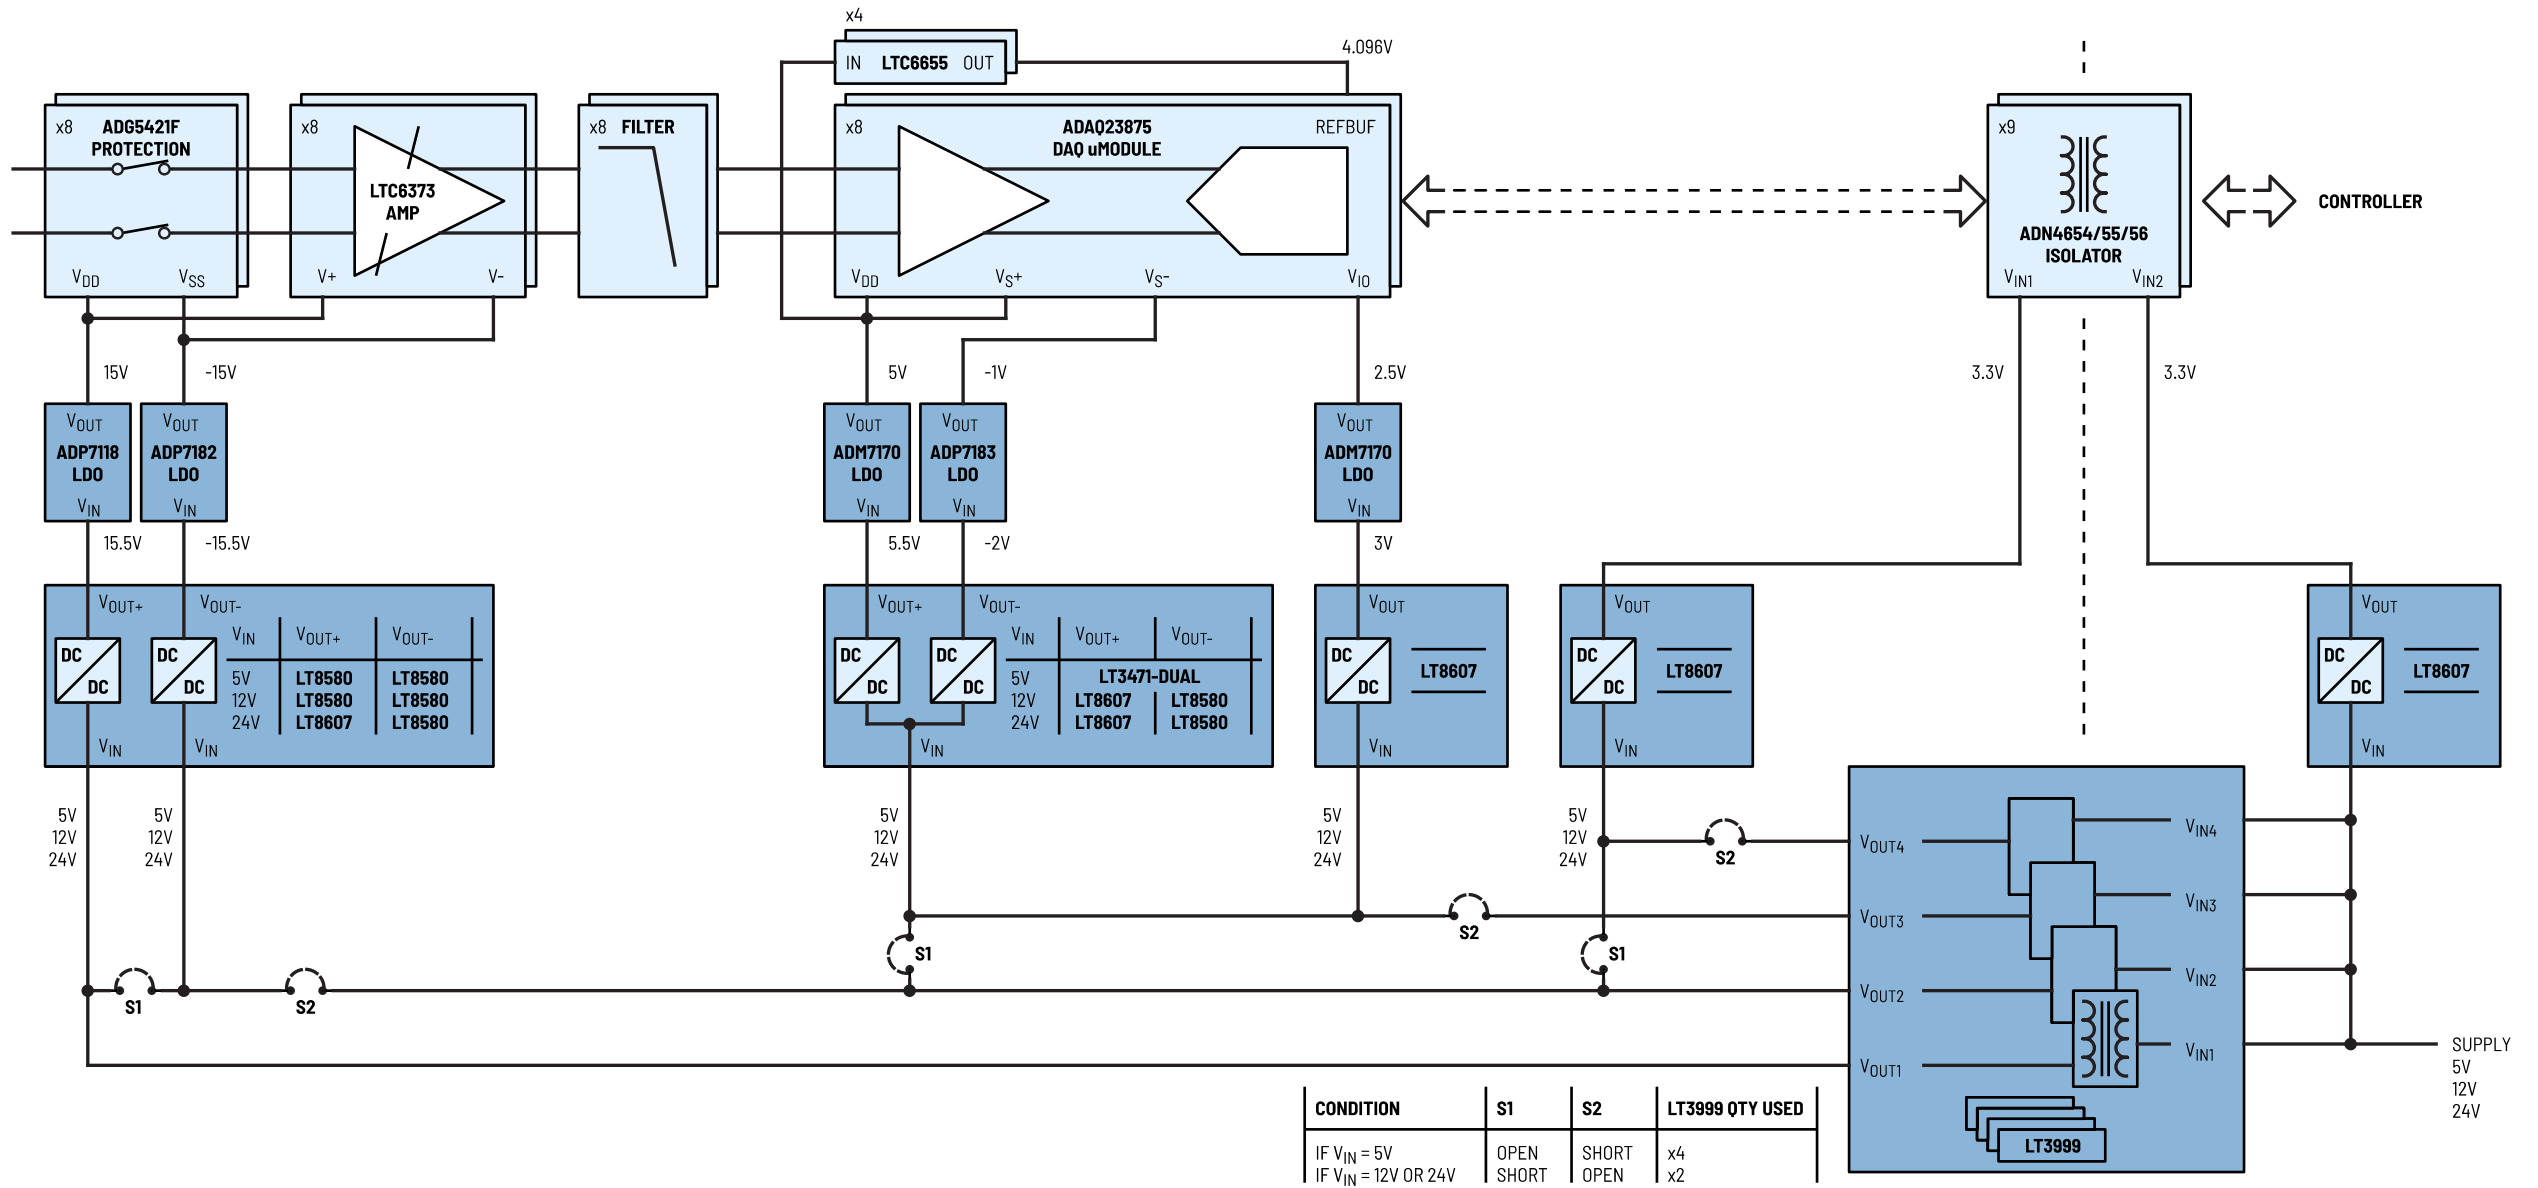 x4
IN LTC6655 OUT
4.096V
x8 ADG5421F
PROTECTION
VDD VSS
x8
LTC6373
AMP
V+ V-
x8 FILTER
x8 ADAQ23875 REFBUF
DAQ uMODULE
VDD VS+ VS- VIO
x9
ADN4654/55/56
ISOLATOR
VIN1 VIN2
CONTROLLER
15V -15V 5V -1V 2.5V 3.3V 3.3V
VOUT
ADP7118
LDO
VIN
VOUT
ADP7182
LDO
VIN
VOUT
ADM7170
LDO
VIN
VOUT
ADP7183
LDO
VIN
VOUT
ADM7170
LDO
VIN
15.5V -15.5V 5.5V -2V 3V
VOUT+ VOUT-
DC
DC
DC
DC
VIN VOUT+ VOUT-
5V LT8580 LT8580
12V LT8580 LT8580
24V LT8607 LT8580
VIN VIN
VOUT+ VOUT-
DC
DC
DC
DC
VIN VOUT+ VOUT-
5V LT3471-DUAL
12V LT8607 LT8580
24V LT8607 LT8580
VIN
VOUT
DC
DC
LT8607
VIN
VOUT
DC
DC
LT8607
VIN
VOUT
DC
DC
LT8607
VIN
5V
12V
24V
5V
12V
24V
5V
12V
24V
5V
12V
24V
5V
12V
24V
S2
S2
S1
S1
S1
S2
VOUT4 VIN4
VOUT3 VIN3
VOUT2 VIN2
VOUT1 VIN1
LT3999
SUPPLY
5V
12V
24V
CONDITION S1 S2 LT3999 QTY USED
IF VIN = 5V OPEN SHORT x4
IF VIN = 12V OR 24V SHORT OPEN x2